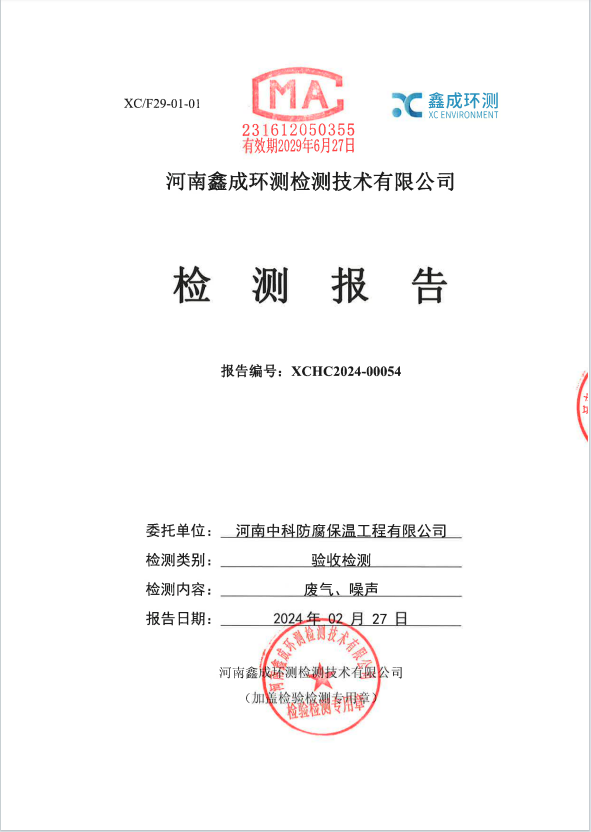 XC/F29-01-01
MA
231612050355
有效期2029年6月27日
鑫成环测
XC ENVIRONMENT
河南鑫成环测检测技术有限公司
检 测 报 告
报告编号：XCHC2024-00054
委托单位：河南中科防腐保温工程有限公司
检测类别：验收检测
检测内容：废气、噪声
报告日期：2024年 02 月 27 日
河南鑫成环测检测技术有限公司
（加盖检验检测专用章）
河南鑫成环测检测技术有限公司
检验检测专用章